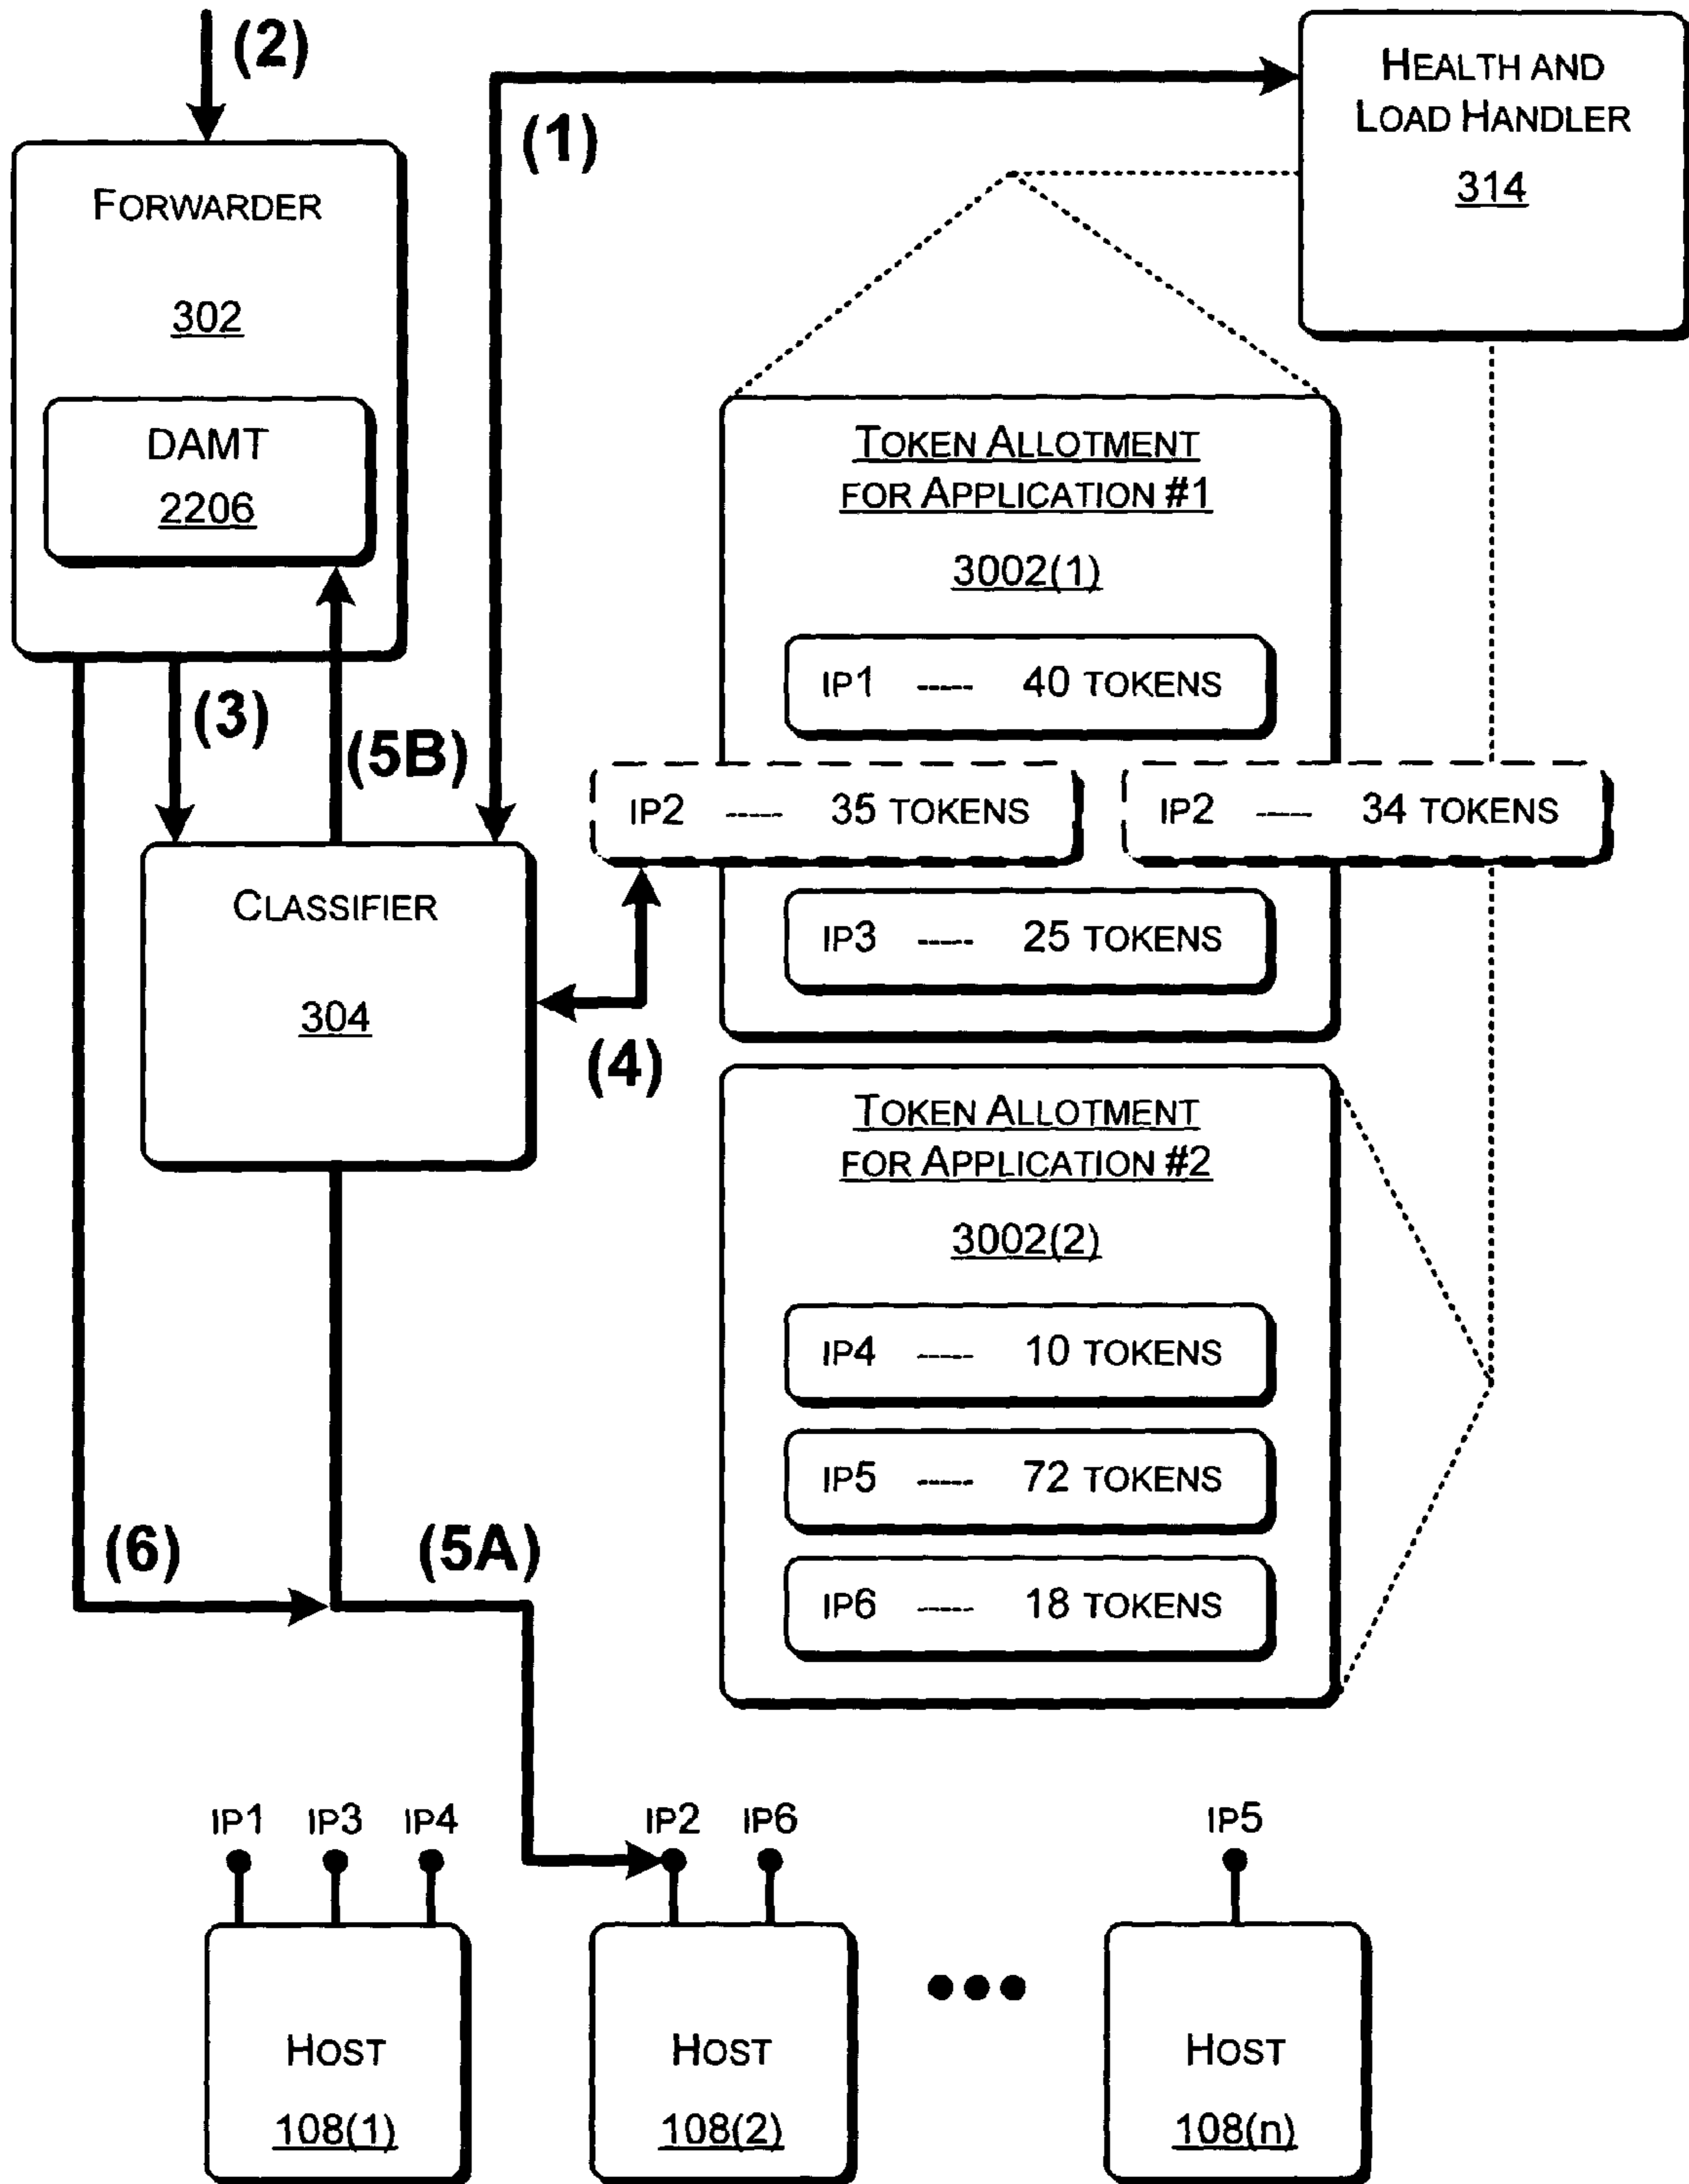 (2)
(1)
HEALTH AND
LOAD HANDLER
314
FORWARDER
302
DAMT
2206
TOKEN ALLOTMENT
FOR APPLICATION #1
3002(1)
IP1 ----- 40 TOKENS
(3)
(5B)
IP2 ----- 35 TOKENS
IP2 ----- 34 TOKENS
IP3 ----- 25 TOKENS
CLASSIFIER
304
(4)
TOKEN ALLOTMENT
FOR APPLICATION #2
3002(2)
IP4 ----- 10 TOKENS
IP5 ----- 72 TOKENS
IP6 ----- 18 TOKENS
(6)
(5A)
IP1 IP3 IP4 IP2 IP6 IP5
HOST
108(1)
HOST
108(2)
HOST
108(n)